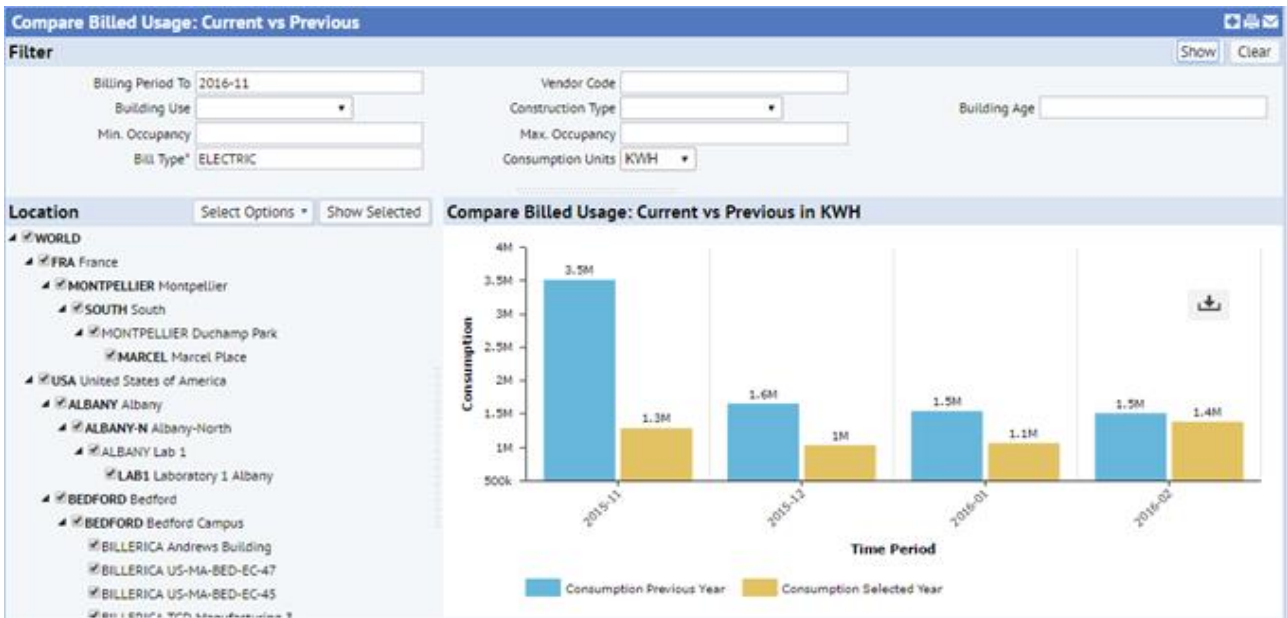 Compare Billed Usage: Current vs Previous
Filter
Show Clear
Billing Period To 2016-11
Vendor Code
Building Use
Construction Type
Building Age
Min. Occupancy
Max. Occupancy
Bill Type* ELECTRIC
Consumption Units KWH
Location
Select Options
Show Selected
WORLD
FRA France
MONTPELLIER Montpellier
SOUTH South
MONTPELLIER Duchamp Park
MARCEL Marcel Place
USA United States of America
ALBANY Albany
ALBANY-N Albany-North
ALBANY Lab 1
LAB1 Laboratory 1 Albany
BEDFORD Bedford
BEDFORD Bedford Campus
BILLERICA Andrews Building
BILLERICA US-MA-BED-EC-47
BILLERICA US-MA-BED-EC-45
Compare Billed Usage: Current vs Previous in KWH
Consumption
4M
3.5M
3M
2.5M
2M
1.5M
1M
500k
3.5M
1.3M
1.6M
1M
1.5M
1.1M
1.5M
1.4M
2015-11
2015-12
2016-01
2016-02
Time Period
Consumption Previous Year
Consumption Selected Year